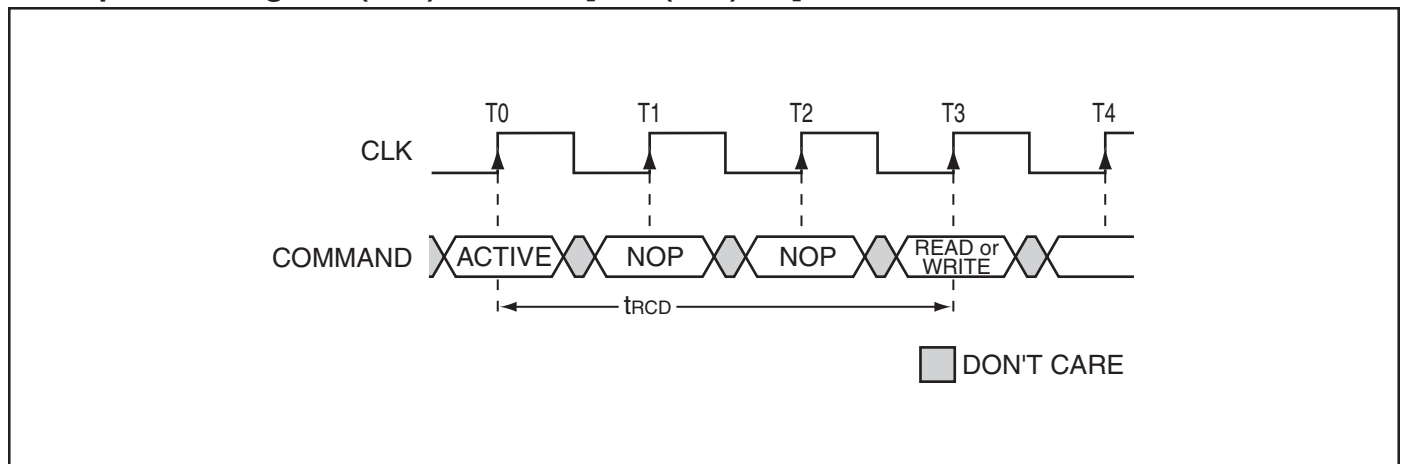 T0 T1 T2 T3 T4
CLK
COMMAND ACTIVE NOP NOP READ or
WRITE
tRCD
DON'T CARE